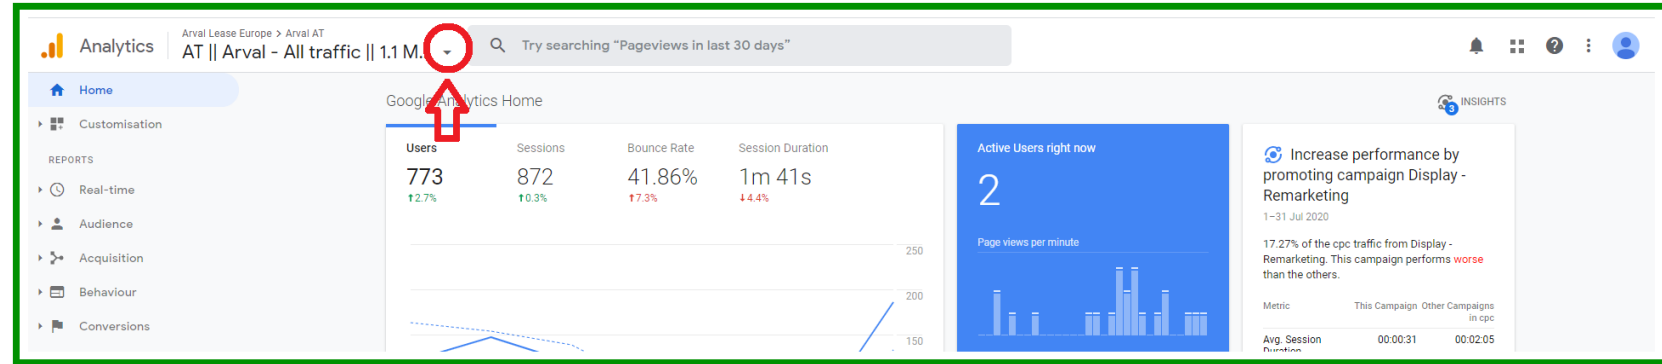 Analytics
Arval Lease Europe > Arval AT
AT || Arval - All traffic || 1.1 M...
Try searching “Pageviews in last 30 days”
Home
Customisation
REPORTS
Real-time
Audience
Acquisition
Behaviour
Conversions
Google Analytics Home
INSIGHTS
3
Users
773
↑2.7%
Sessions
872
↑0.3%
Bounce Rate
41.86%
↑7.3%
Session Duration
1m 41s
↓4.4%
250
200
150
Active Users right now
2
Page views per minute
Increase performance by
promoting campaign Display -
Remarketing
1–31 Jul 2020
17.27% of the cpc traffic from Display -
Remarketing. This campaign performs worse
than the others.
Metric This Campaign Other Campaigns
in cpc
Avg. Session 00:00:31 00:02:05
Duration